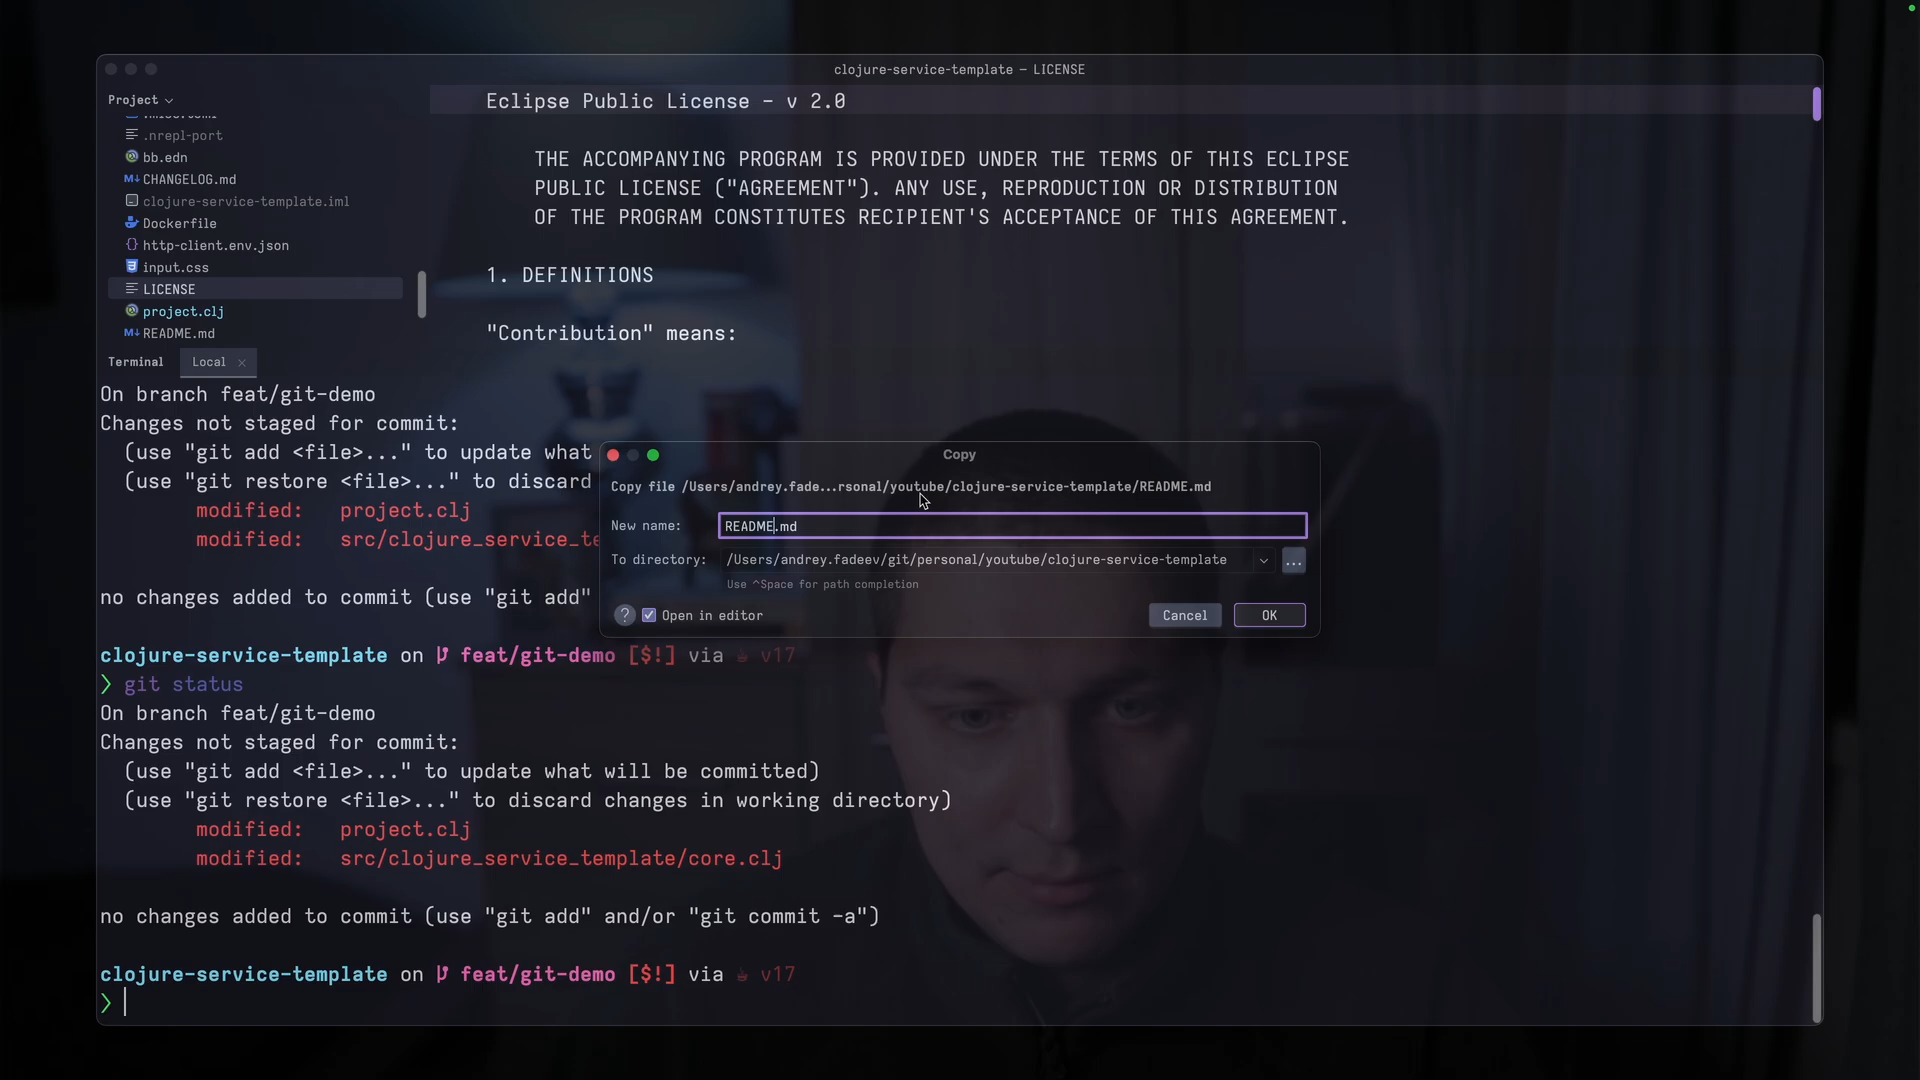 clojure-service-template – LICENSE
Project
.nrepl-port
bb.edn
CHANGELOG.md
clojure-service-template.iml
Dockerfile
http-client.env.json
input.css
LICENSE
project.clj
README.md
Eclipse Public License - v 2.0
THE ACCOMPANYING PROGRAM IS PROVIDED UNDER THE TERMS OF THIS ECLIPSE
PUBLIC LICENSE ("AGREEMENT"). ANY USE, REPRODUCTION OR DISTRIBUTION
OF THE PROGRAM CONSTITUTES RECIPIENT'S ACCEPTANCE OF THIS AGREEMENT.
1. DEFINITIONS
"Contribution" means:
Terminal Local
On branch feat/git-demo
Changes not staged for commit:
(use "git add <file>..." to update what
(use "git restore <file>..." to discard
modified: project.clj
modified: src/clojure_service_te
no changes added to commit (use "git add"
Copy
Copy file /Users/andrey.fade...rsonal/youtube/clojure-service-template/README.md
New name: README.md
To directory: /Users/andrey.fadeev/git/personal/youtube/clojure-service-template ...
Use ^Space for path completion
? Open in editor Cancel OK
clojure-service-template on feat/git-demo [$!] via v17
❯ git status
On branch feat/git-demo
Changes not staged for commit:
(use "git add <file>..." to update what will be committed)
(use "git restore <file>..." to discard changes in working directory)
modified: project.clj
modified: src/clojure_service_template/core.clj
no changes added to commit (use "git add" and/or "git commit -a")
clojure-service-template on feat/git-demo [$!] via v17
❯